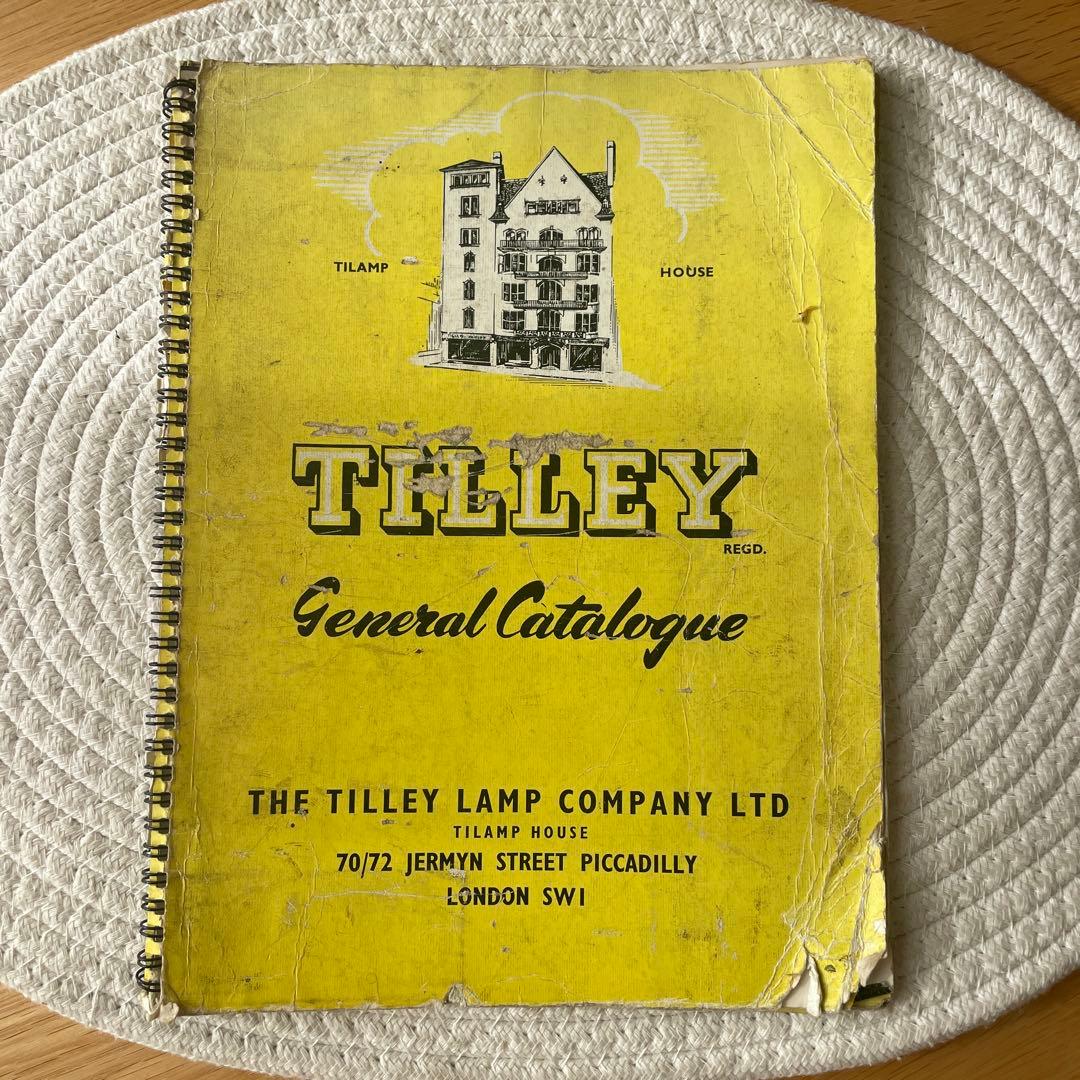 TILAMP HOUSE
TILLEY
REGD.
General Catalogue
THE TILLEY LAMP COMPANY LTD
TILAMP HOUSE
70/72 JERMYN STREET PICCADILLY
LONDON SW1